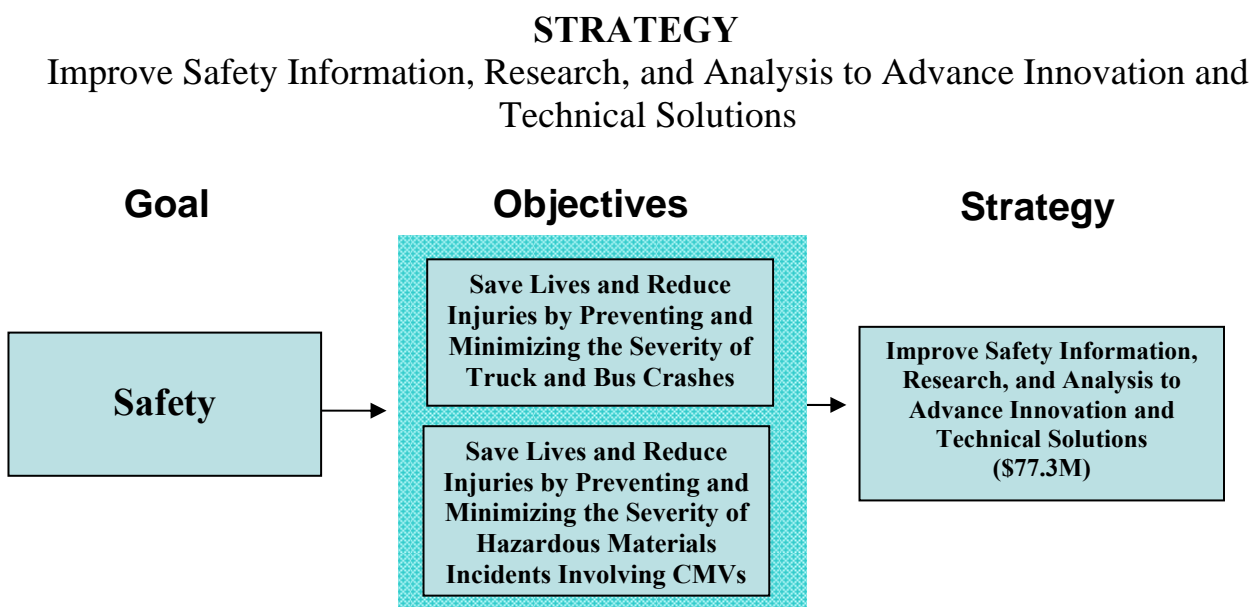 STRATEGY
Improve Safety Information, Research, and Analysis to Advance Innovation and
Technical Solutions
Goal
Objectives
Strategy
Safety
Save Lives and Reduce
Injuries by Preventing and
Minimizing the Severity of
Truck and Bus Crashes
Save Lives and Reduce
Injuries by Preventing and
Minimizing the Severity of
Hazardous Materials
Incidents Involving CMVs
Improve Safety Information,
Research, and Analysis to
Advance Innovation and
Technical Solutions
($77.3M)